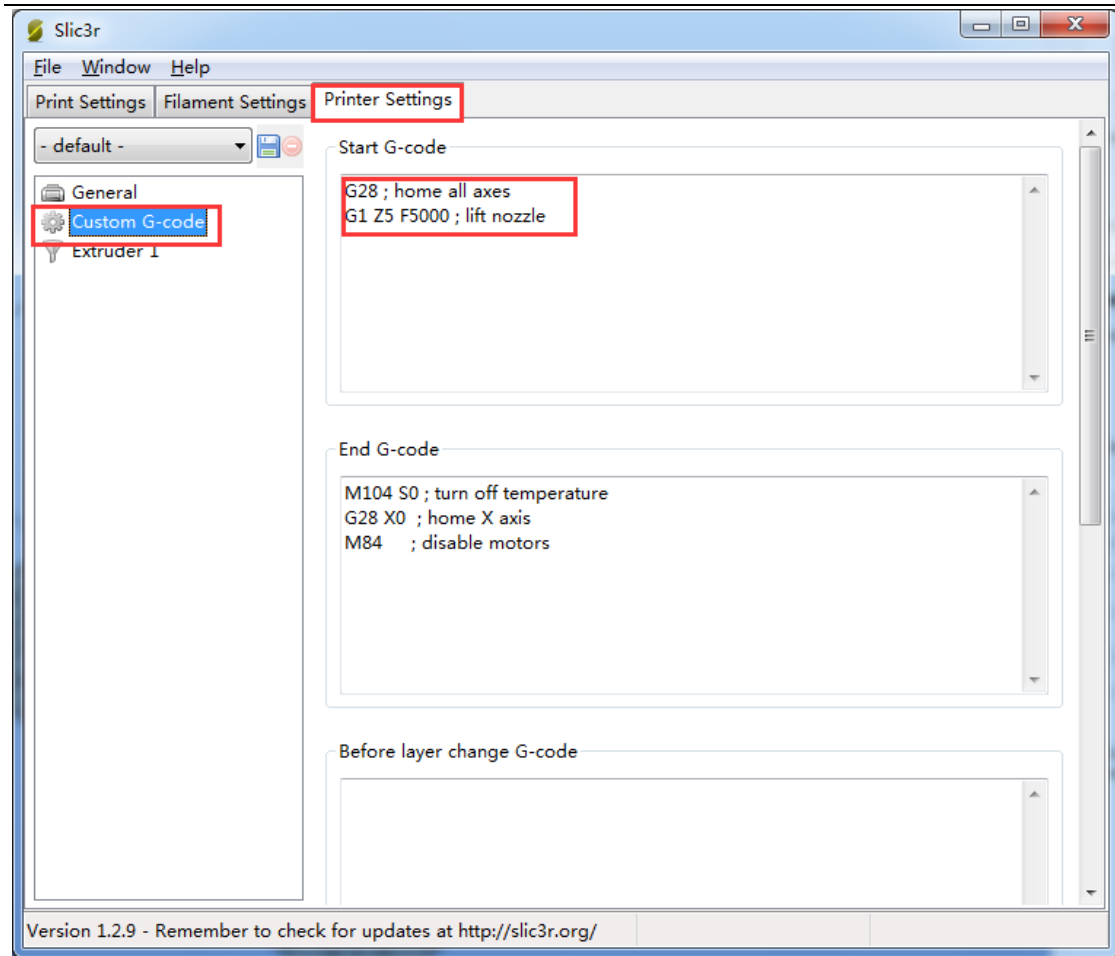 Slic3r
File Window Help
Print Settings Filament Settings Printer Settings
- default -
General
Custom G-code
Extruder 1
Start G-code
G28 ; home all axes
G1 Z5 F5000 ; lift nozzle
End G-code
M104 S0 ; turn off temperature
G28 X0  ; home X axis
M84    ; disable motors
Before layer change G-code
Version 1.2.9 - Remember to check for updates at http://slic3r.org/